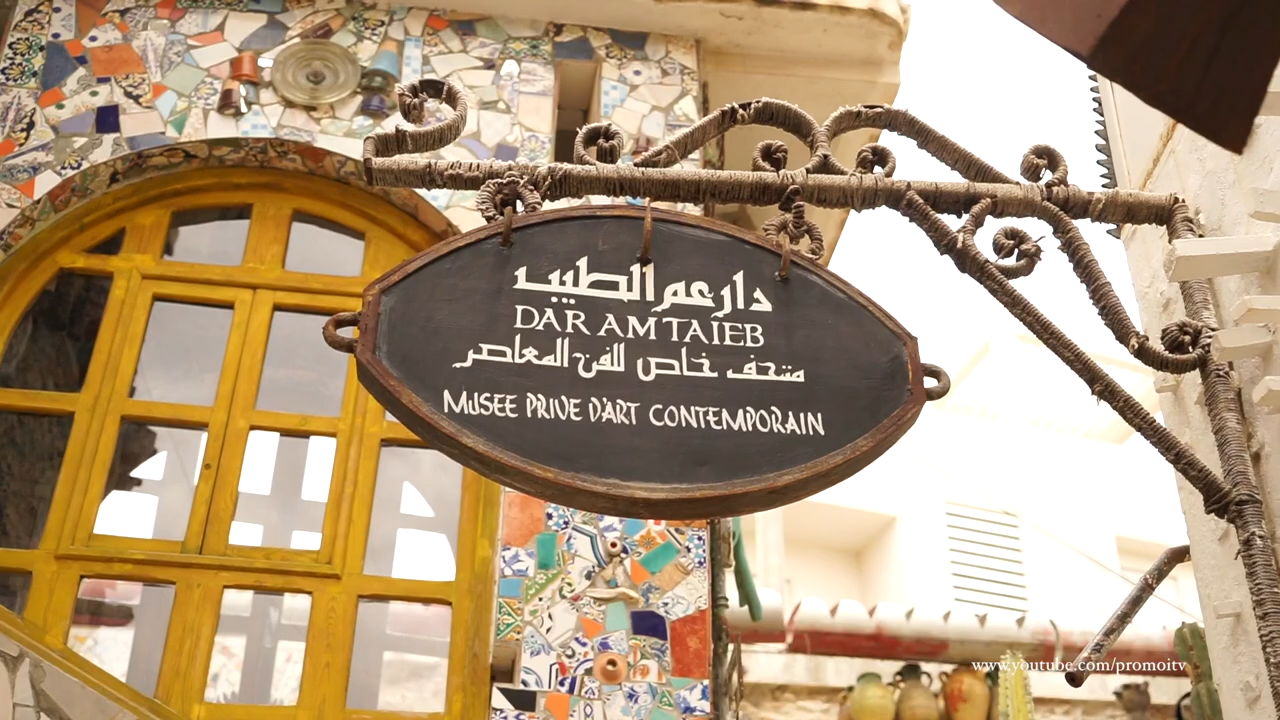 دار عم الطيب
DAR AM TAIEB
متحف خاص للفن المعاصر
MUSEE PRIVE D'ART CONTEMPORAIN
www.youtube.com/promoitv